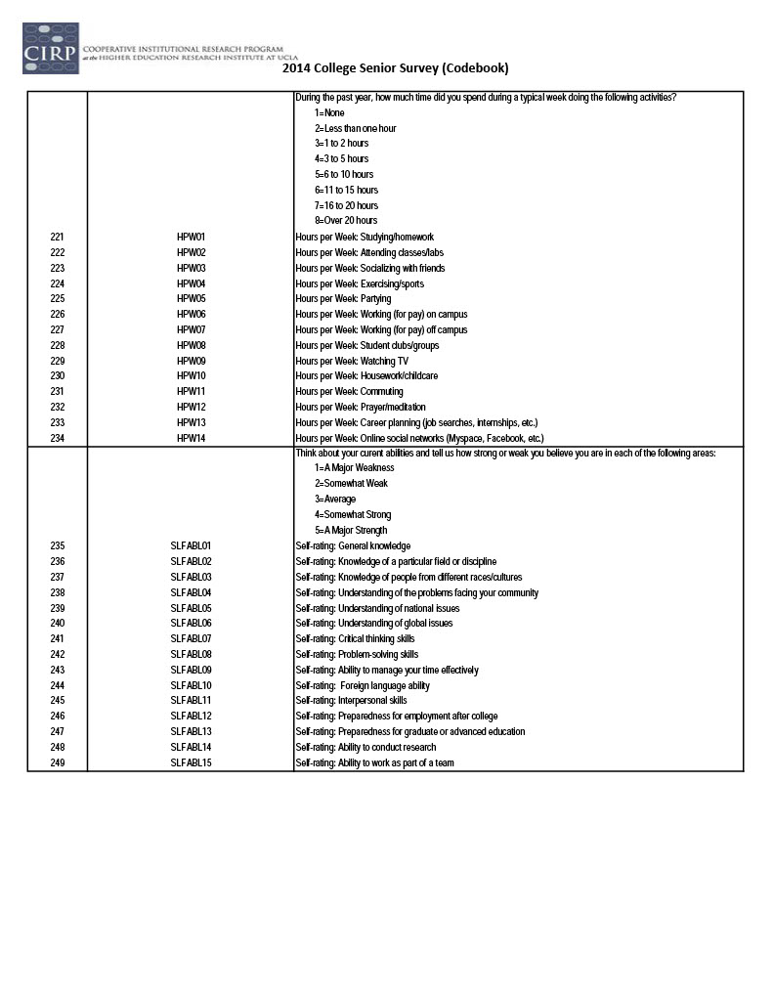 CIRP
COOPERATIVE INSTITUTIONAL RESEARCH PROGRAM
at the HIGHER EDUCATION RESEARCH INSTITUTE AT UCLA
2014 College Senior Survey (Codebook)
During the past year, how much time did you spend during a typical week doing the following activities?
1=None
2=Less than one hour
3=1 to 2 hours
4=3 to 5 hours
5=6 to 10 hours
6=11 to 15 hours
7=16 to 20 hours
8=Over 20 hours
221 HPW01 Hours per Week: Studying/homework
222 HPW02 Hours per Week: Attending classes/labs
223 HPW03 Hours per Week: Socializing with friends
224 HPW04 Hours per Week: Exercising/sports
225 HPW05 Hours per Week: Partying
226 HPW06 Hours per Week: Working (for pay) on campus
227 HPW07 Hours per Week: Working (for pay) off campus
228 HPW08 Hours per Week: Student clubs/groups
229 HPW09 Hours per Week: Watching TV
230 HPW10 Hours per Week: Housework/childcare
231 HPW11 Hours per Week: Commuting
232 HPW12 Hours per Week: Prayer/meditation
233 HPW13 Hours per Week: Career planning (job searches, internships, etc.)
234 HPW14 Hours per Week: Online social networks (Myspace, Facebook, etc.)
Think about your curent abilities and tell us how strong or weak you believe you are in each of the following areas:
1=A Major Weakness
2=Somewhat Weak
3=Average
4=Somewhat Strong
5=A Major Strength
235 SLFABL01 Self-rating: General knowledge
236 SLFABL02 Self-rating: Knowledge of a particular field or discipline
237 SLFABL03 Self-rating: Knowledge of people from different races/cultures
238 SLFABL04 Self-rating: Understanding of the problems facing your community
239 SLFABL05 Self-rating: Understanding of national issues
240 SLFABL06 Self-rating: Understanding of global issues
241 SLFABL07 Self-rating: Critical thinking skills
242 SLFABL08 Self-rating: Problem-solving skills
243 SLFABL09 Self-rating: Ability to manage your time effectively
244 SLFABL10 Self-rating: Foreign language ability
245 SLFABL11 Self-rating: Interpersonal skills
246 SLFABL12 Self-rating: Preparedness for employment after college
247 SLFABL13 Self-rating: Preparedness for graduate or advanced education
248 SLFABL14 Self-rating: Ability to conduct research
249 SLFABL15 Self-rating: Ability to work as part of a team